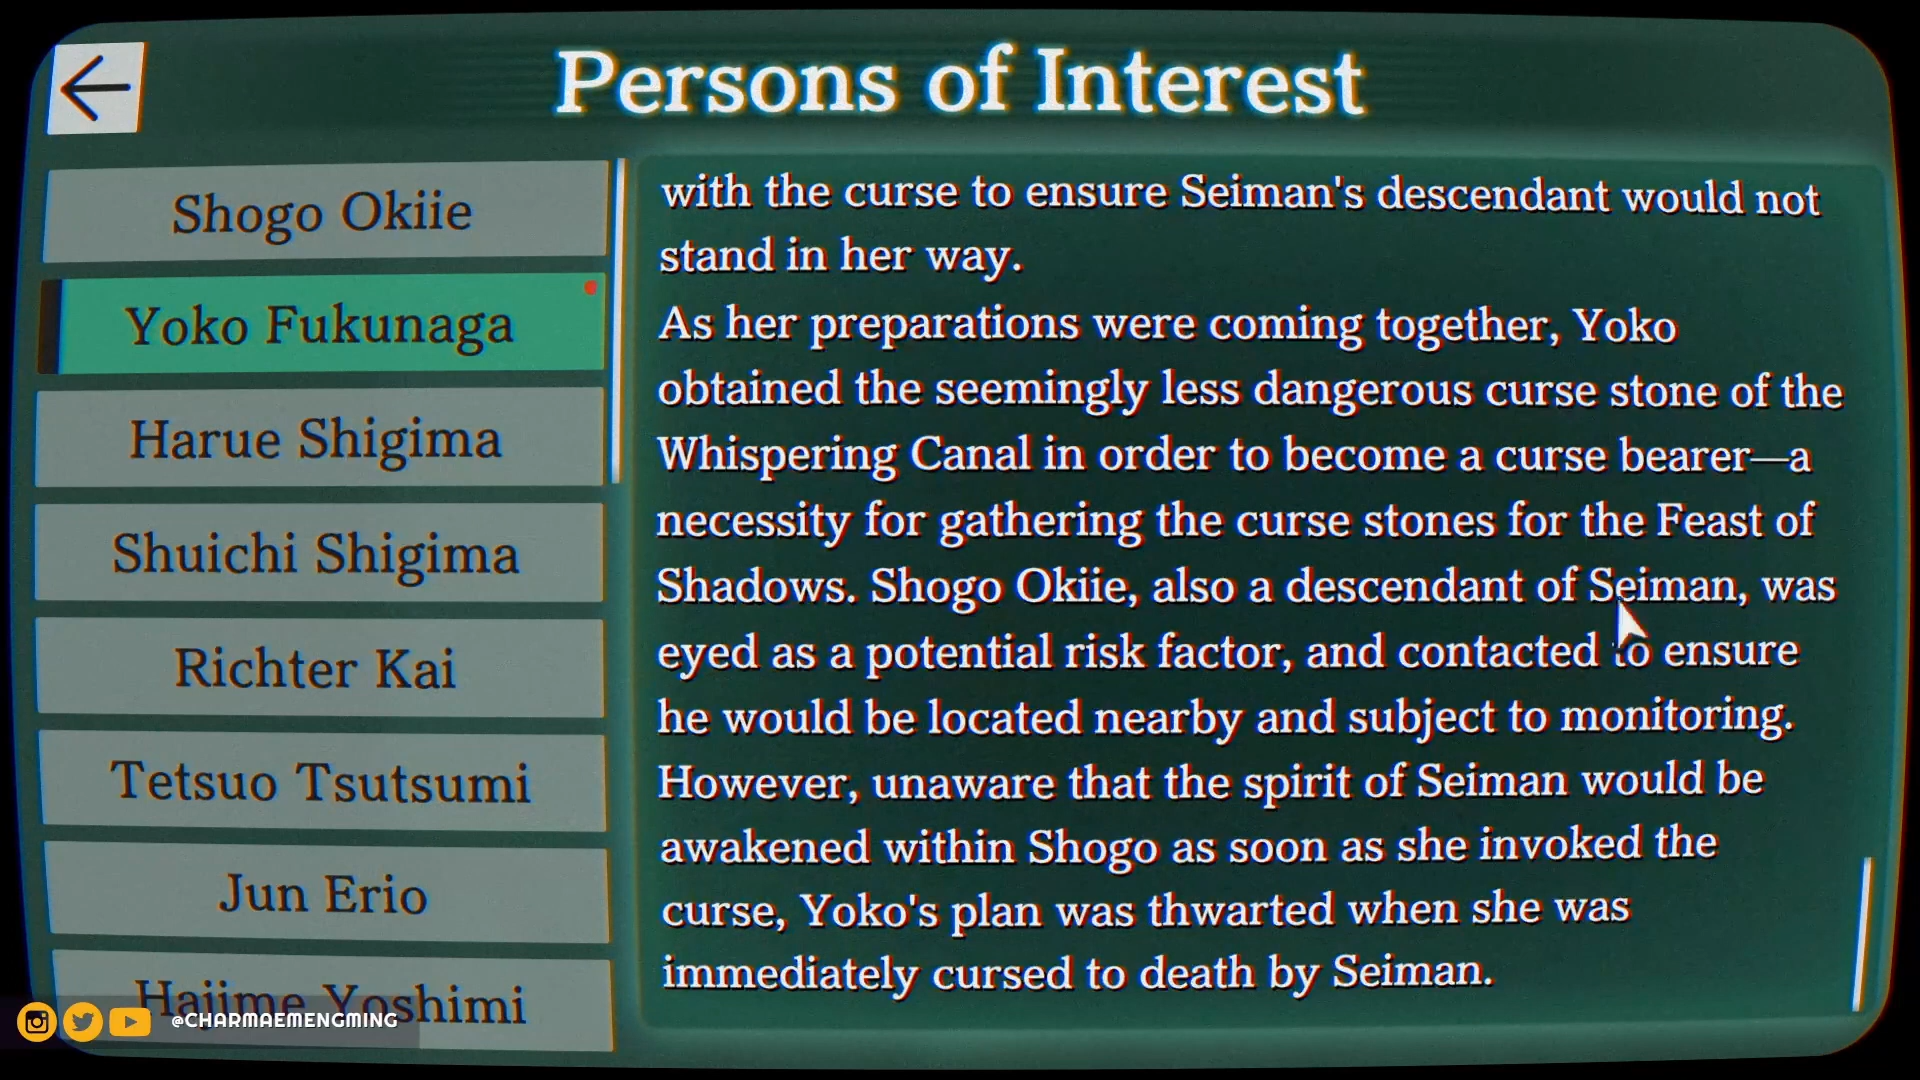 Persons of Interest
Shogo Okiie
Yoko Fukunaga
Harue Shigima
Shuichi Shigima
Richter Kai
Tetsuo Tsutsumi
Jun Erio
Hajime Yoshimi
with the curse to ensure Seiman's descendant would not
stand in her way.
As her preparations were coming together, Yoko
obtained the seemingly less dangerous curse stone of the
Whispering Canal in order to become a curse bearer—a
necessity for gathering the curse stones for the Feast of
Shadows. Shogo Okiie, also a descendant of Seiman, was
eyed as a potential risk factor, and contacted to ensure
he would be located nearby and subject to monitoring.
However, unaware that the spirit of Seiman would be
awakened within Shogo as soon as she invoked the
curse, Yoko's plan was thwarted when she was
immediately cursed to death by Seiman.
@CHARMAEMENGMING